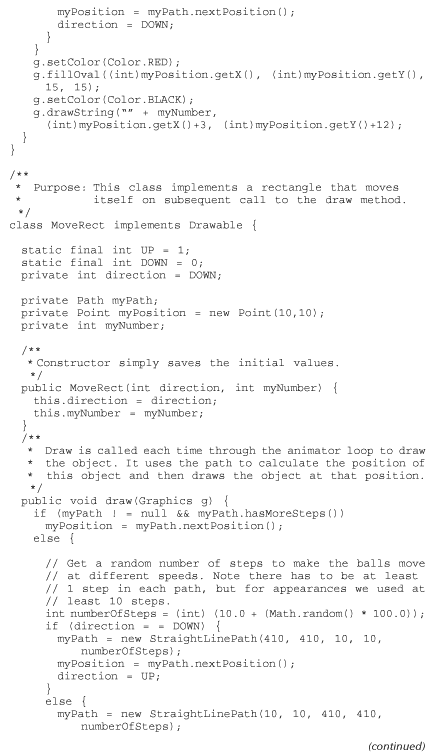 myPosition = myPath.nextPosition();
direction = DOWN;
}
}
g.setColor(Color.RED);
g.fillOval((int)myPosition.getX(), (int)myPosition.getY(),
15, 15);
g.setColor(Color.BLACK);
g.drawString("" + myNumber,
(int)myPosition.getX()+3, (int)myPosition.getY()+12);
}
}
/**
* Purpose: This class implements a rectangle that moves
* itself on subsequent call to the draw method.
*/
class MoveRect implements Drawable {
static final int UP = 1;
static final int DOWN = 0;
private int direction = DOWN;
private Path myPath;
private Point myPosition = new Point(10,10);
private int myNumber;
/**
* Constructor simply saves the initial values.
*/
public MoveRect(int direction, int myNumber) {
this.direction = direction;
this.myNumber = myNumber;
}
/**
* Draw is called each time through the animator loop to draw
* the object. It uses the path to calculate the position of
* this object and then draws the object at that position.
*/
public void draw(Graphics g) {
if (myPath ! = null && myPath.hasMoreSteps())
myPosition = myPath.nextPosition();
else {
// Get a random number of steps to make the balls move
// at different speeds. Note there has to be at least
// 1 step in each path, but for appearances we used at
// least 10 steps.
int numberOfSteps = (int) (10.0 + (Math.random() * 100.0));
if (direction = = DOWN) {
myPath = new StraightLinePath(410, 410, 10, 10,
numberOfSteps);
myPosition = myPath.nextPosition();
direction = UP;
}
else {
myPath = new StraightLinePath(10, 10, 410, 410,
numberOfSteps);
(continued)